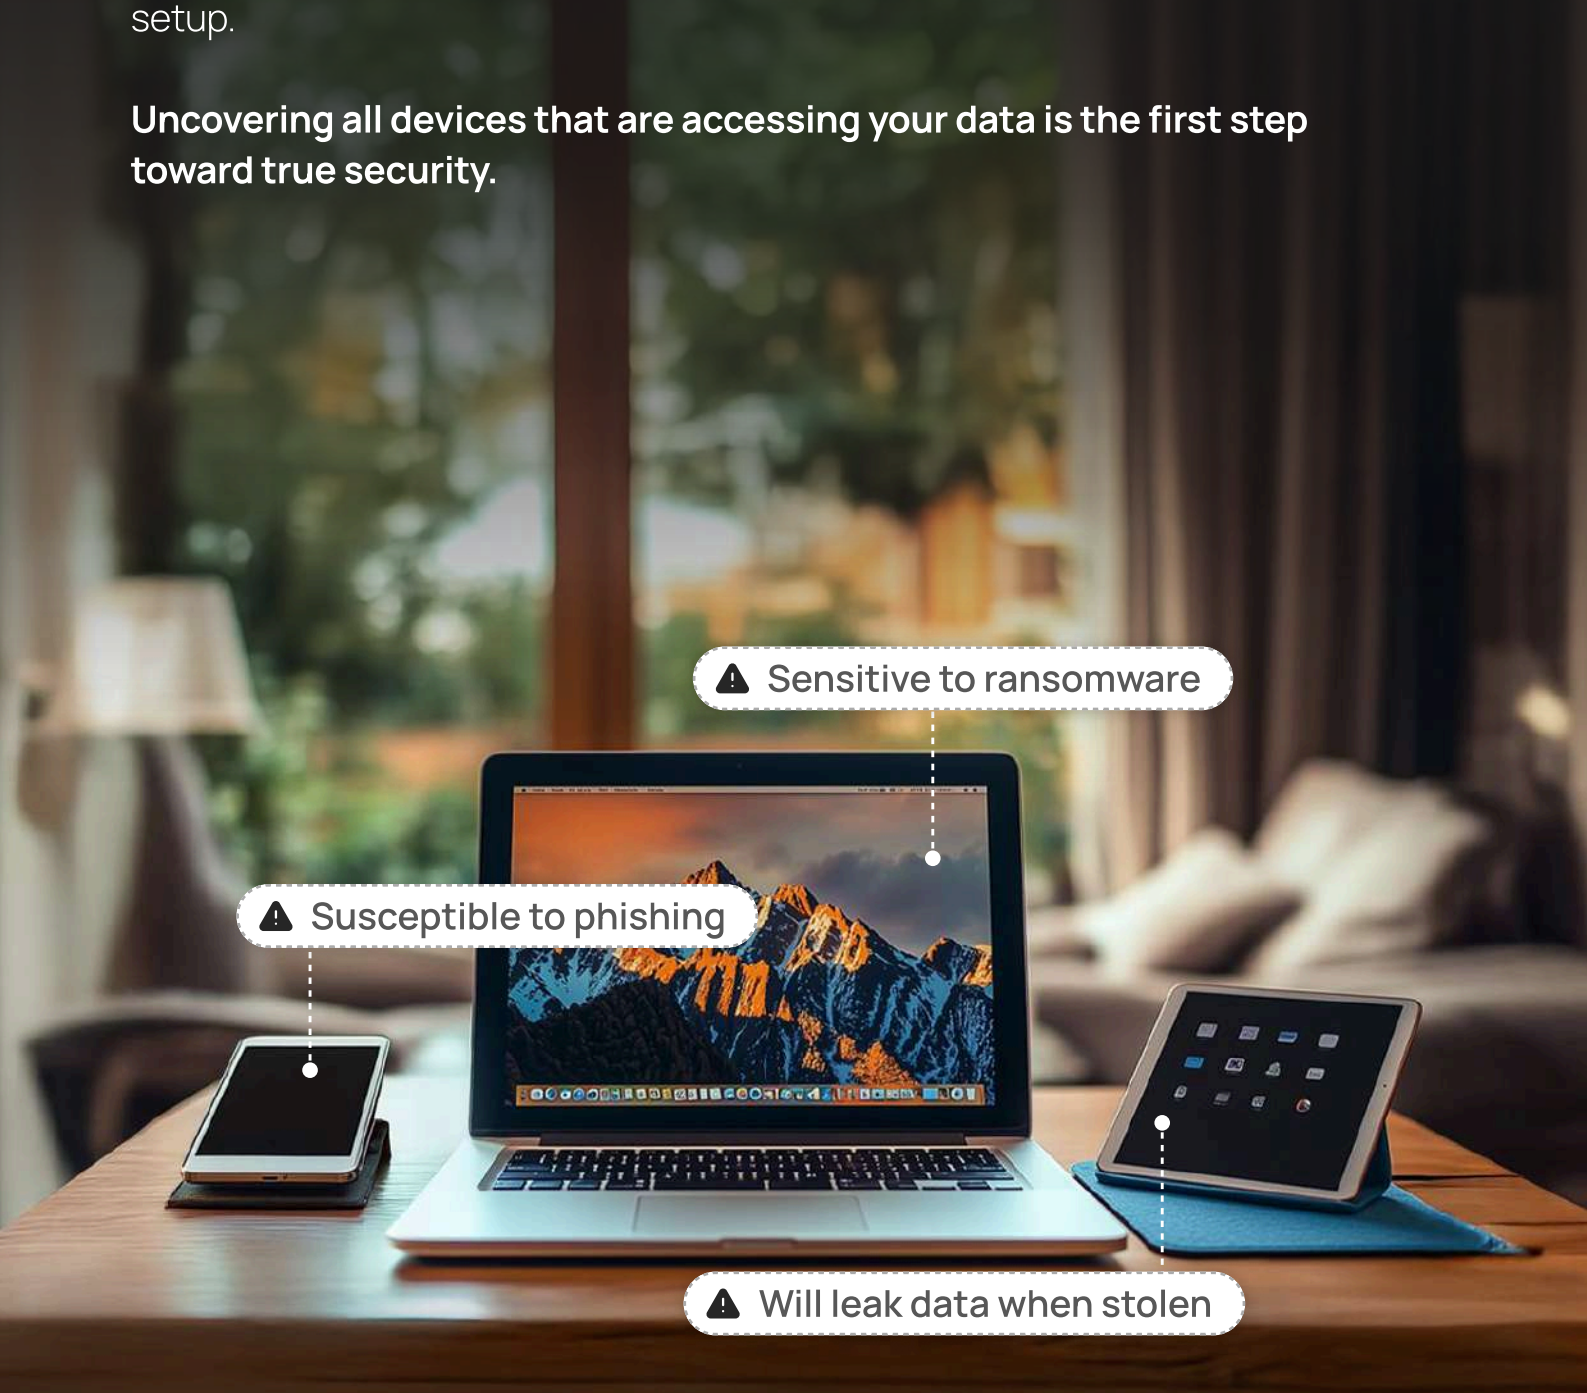 setup.
Uncovering all devices that are accessing your data is the first step
toward true security.
Sensitive to ransomware
Susceptible to phishing
Will leak data when stolen